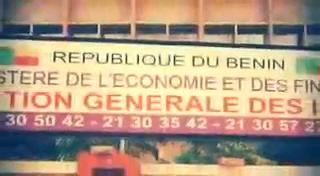 REPUBLIQUE DU BENIN
STERE DE L'ECONOMIE ET DES FIN
TION GENERALE DES I
30 50 42 - 21 30 35 42 - 21 30 57 27